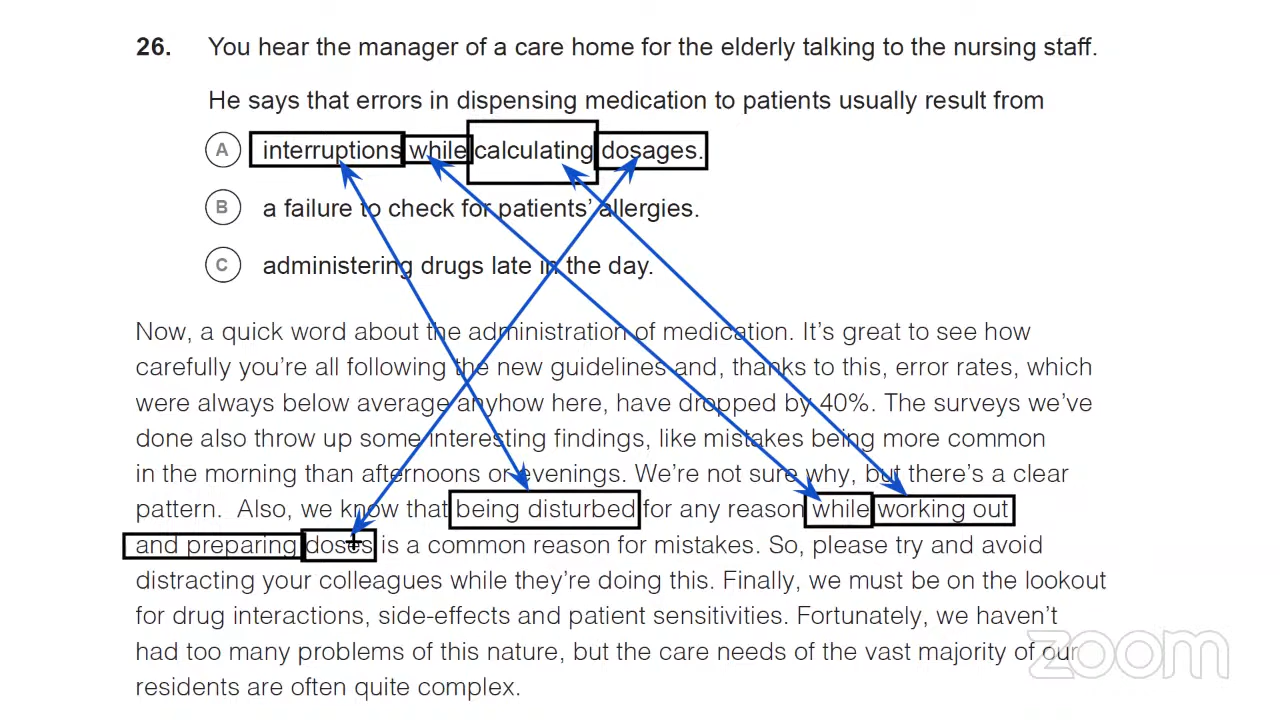 26. You hear the manager of a care home for the elderly talking to the nursing staff.
He says that errors in dispensing medication to patients usually result from
A interruptions while calculating dosages.
B a failure to check for patients' allergies.
C administering drugs late in the day.
Now, a quick word about the administration of medication. It's great to see how
carefully you're all following the new guidelines and, thanks to this, error rates, which
were always below average anyhow here, have dropped by 40%. The surveys we've
done also throw up some interesting findings, like mistakes being more common
in the morning than afternoons or evenings. We're not sure why, but there's a clear
pattern. Also, we know that being disturbed for any reason while working out
and preparing doses is a common reason for mistakes. So, please try and avoid
distracting your colleagues while they're doing this. Finally, we must be on the lookout
for drug interactions, side-effects and patient sensitivities. Fortunately, we haven't
had too many problems of this nature, but the care needs of the vast majority of our
residents are often quite complex.
zoom